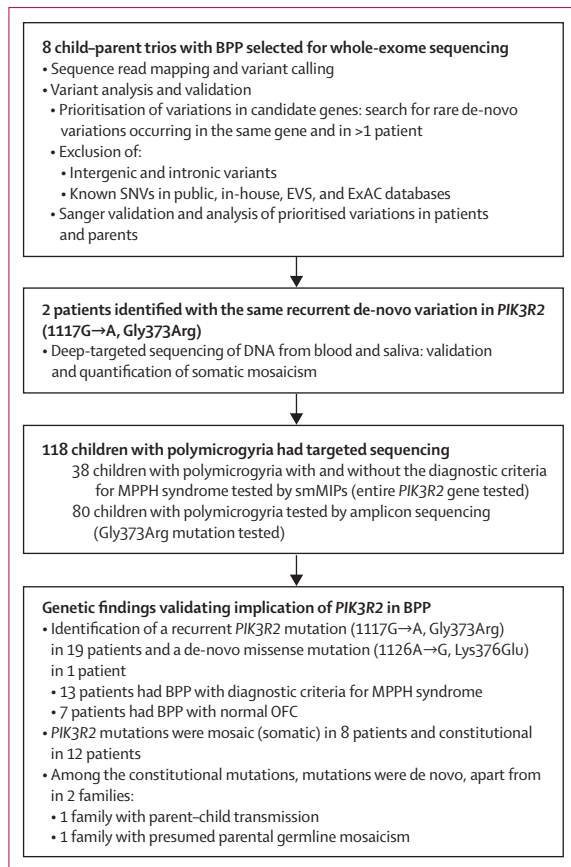 8 child–parent trios with BPP selected for whole-exome sequencing
• Sequence read mapping and variant calling
• Variant analysis and validation
• Prioritisation of variations in candidate genes: search for rare de-novo
variations occurring in the same gene and in >1 patient
• Exclusion of:
• Intergenic and intronic variants
• Known SNVs in public, in-house, EVS, and ExAC databases
• Sanger validation and analysis of prioritised variations in patients
and parents
2 patients identified with the same recurrent de-novo variation in PIK3R2
(1117G→A, Gly373Arg)
• Deep-targeted sequencing of DNA from blood and saliva: validation
and quantification of somatic mosaicism
118 children with polymicrogyria had targeted sequencing
38 children with polymicrogyria with and without the diagnostic criteria
for MPPH syndrome tested by smMIPs (entire PIK3R2 gene tested)
80 children with polymicrogyria tested by amplicon sequencing
(Gly373Arg mutation tested)
Genetic findings validating implication of PIK3R2 in BPP
• Identification of a recurrent PIK3R2 mutation (1117G→A, Gly373Arg)
in 19 patients and a de-novo missense mutation (1126A→G, Lys376Glu)
in 1 patient
• 13 patients had BPP with diagnostic criteria for MPPH syndrome
• 7 patients had BPP with normal OFC
• PIK3R2 mutations were mosaic (somatic) in 8 patients and constitutional
in 12 patients
• Among the constitutional mutations, mutations were de novo, apart from
in 2 families:
• 1 family with parent–child transmission
• 1 family with presumed parental germline mosaicism